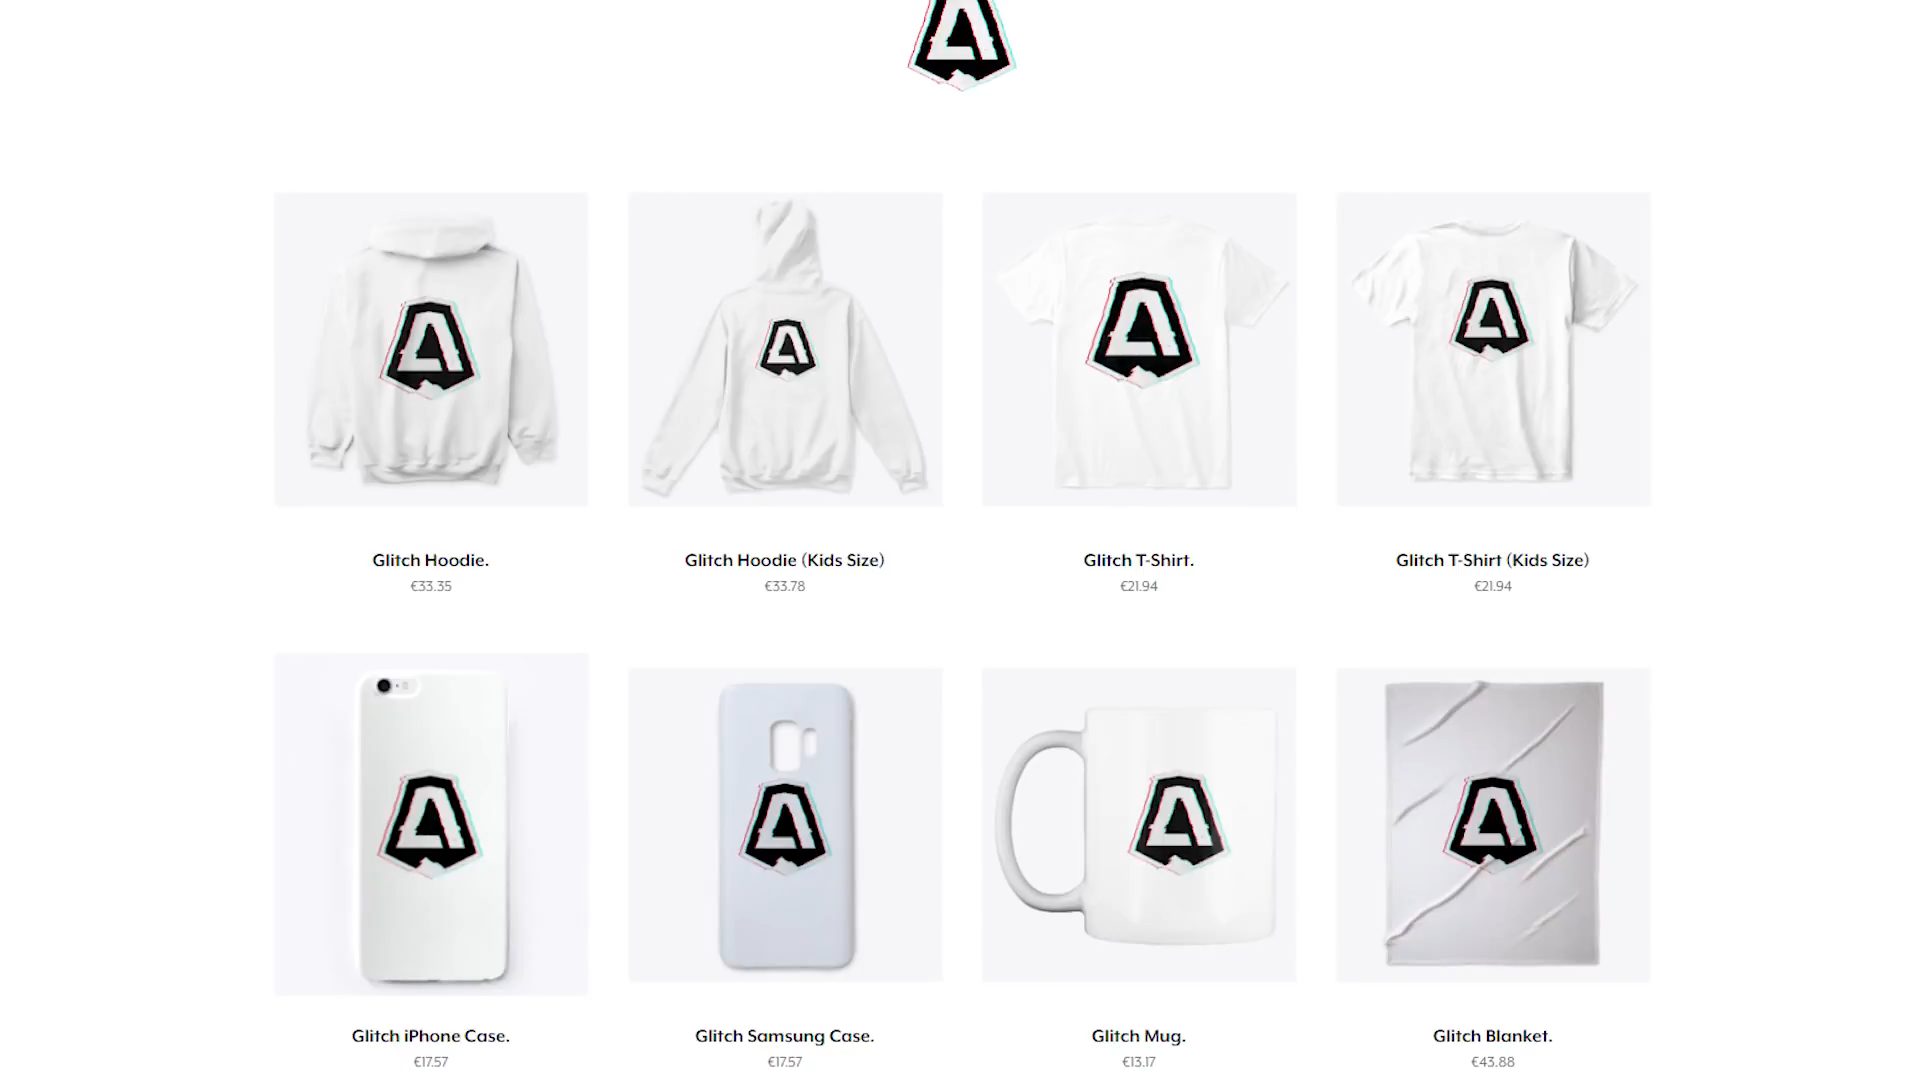 Glitch Hoodie.
€33.35
Glitch Hoodie (Kids Size)
€33.78
Glitch T-Shirt.
€21.94
Glitch T-Shirt (Kids Size)
€21.94
Glitch iPhone Case.
€17.57
Glitch Samsung Case.
€17.57
Glitch Mug.
€13.17
Glitch Blanket.
€43.88